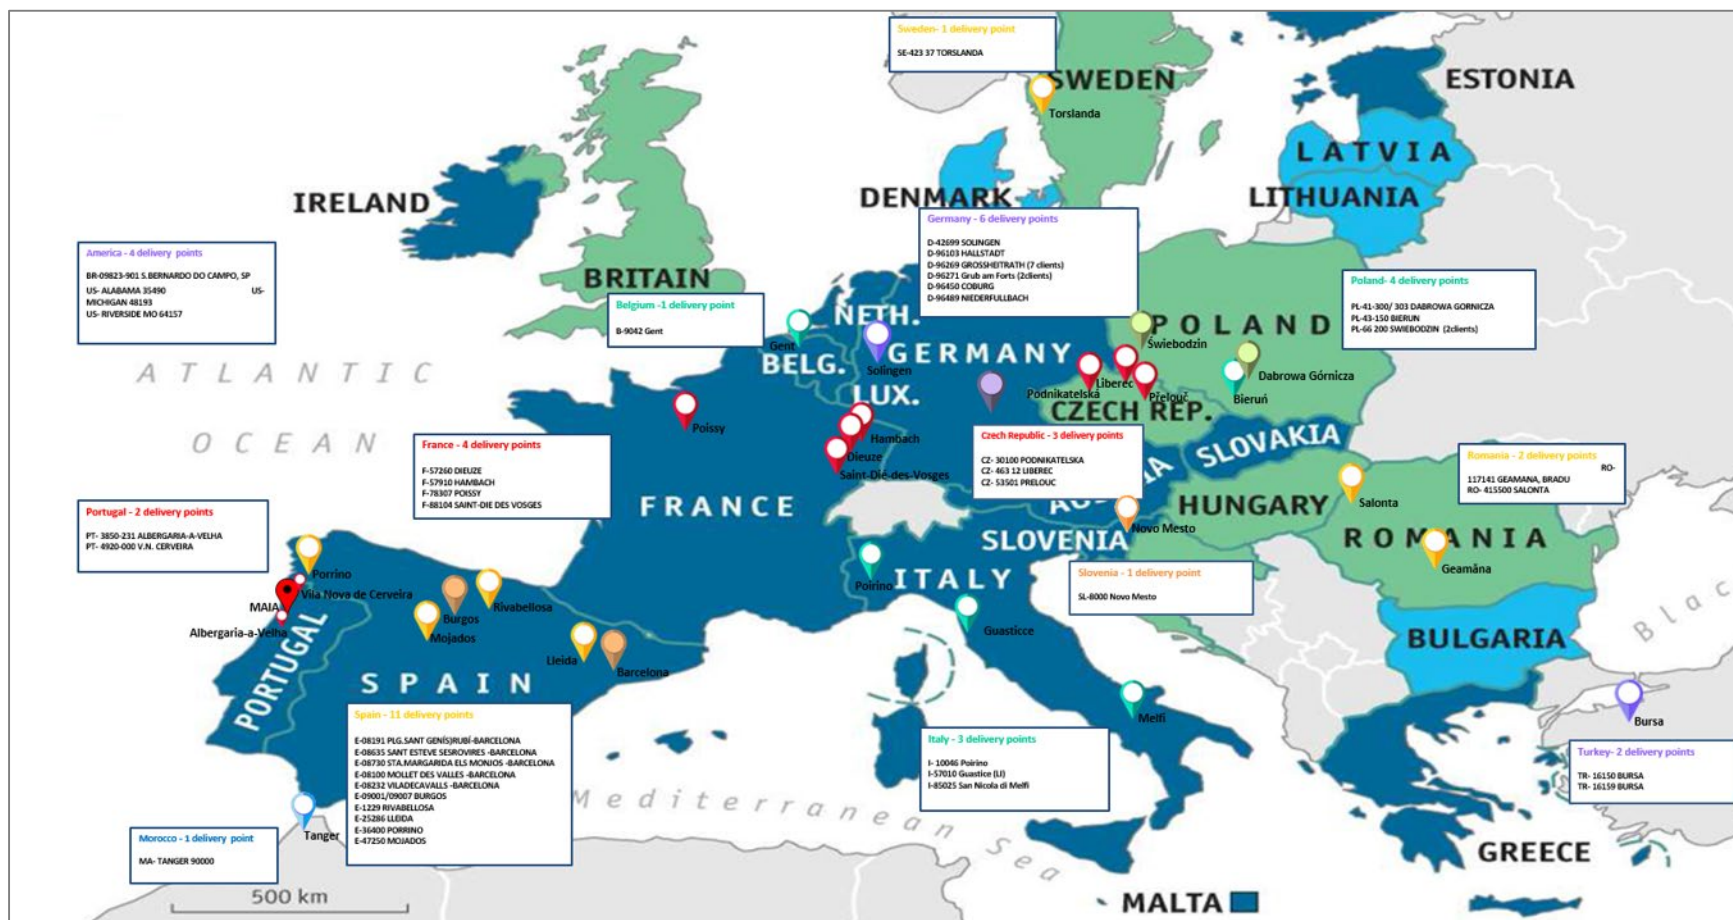 Sweden- 1 delivery point
SE-423 37 TORSLANDA
SWEDEN
Torslanda
ESTONIA
LATVIA
LITHUANIA
IRELAND
DENMARK
BRITAIN
America - 4 delivery points
BR-09823-901 S.BERNARDO DO CAMPO, SP
US- ALABAMA 35490 US-
MICHIGAN 48193
US- RIVERSIDE MO 64157
Germany - 6 delivery points
D-42699 SOLINGEN
D-96103 HALLSTADT
D-96269 GROSSHEITRATH (7 clients)
D-96271 Grub am Forts (2clients)
D-96450 COBURG
D-96489 NIEDERFULLBACH
Belgium -1 delivery point
B-9042 Gent
Poland- 4 delivery points
PL-41-300/ 303 DABROWA GORNICZA
PL-43-150 BIERUN
PL-66 200 SWIEBODZIN (2clients)
NETH.
POLAND
Świebodzin
Gent
BELG.
GERMANY
Solingen
LUX.
Podnikatelská
Liberec
Přelouč
Dabrowa Górnicza
Bieruń
CZECH REP.
ATLANTIC
OCEAN
Poissy
Hambach
Dieuze
Saint-Dié-des-Vosges
France - 4 delivery points
F-57260 DIEUZE
F-57910 HAMBACH
F-78307 POISSY
F-88104 SAINT-DIE DES VOSGES
Czech Republic - 3 delivery points
CZ- 30100 PODNIKATELSKA
CZ- 463 12 LIBEREC
CZ- 53501 PRELOUC
SLOVAKIA
Romania - 2 delivery points
RO-
117141 GEAMANA, BRADU
RO- 415500 SALONTA
FRANCE
HUNGARY
Salonta
Portugal - 2 delivery points
PT- 3850-231 ALBERGARIA-A-VELHA
PT- 4920-000 V.N. CERVEIRA
Novo Mesto
SLOVENIA
ROMANIA
Geamăna
Porrino
Vila Nova de Cerveira
MAIA
Albergaria-a-Velha
Burgos
Rivabellosa
Mojados
Poirino
ITALY
Slovenia - 1 delivery point
SL-8000 Novo Mesto
Guasticce
BULGARIA
Lleida
Barcelona
PORTUGAL
SPAIN
Melfi
Bursa
Spain - 11 delivery points
E-08191 PLG.SANT GENÍS)RUBÍ-BARCELONA
E-08635 SANT ESTEVE SESROVIRES -BARCELONA
E-08730 STA.MARGARIDA ELS MONJOS -BARCELONA
E-08100 MOLLET DES VALLES -BARCELONA
E-08232 VILADECAVALLS -BARCELONA
E-09001/09007 BURGOS
E-1229 RIVABELLOSA
E-25286 LLEIDA
E-36400 PORRINO
E-47250 MOJADOS
Italy - 3 delivery points
I- 10046 Poirino
I-57010 Guastice (LI)
I-85025 San Nicola di Melfi
Turkey- 2 delivery points
TR- 16150 BURSA
TR- 16159 BURSA
Mediterranean Sea
Tanger
Morocco - 1 delivery point
MA- TANGER 90000
GREECE
500 km
MALTA